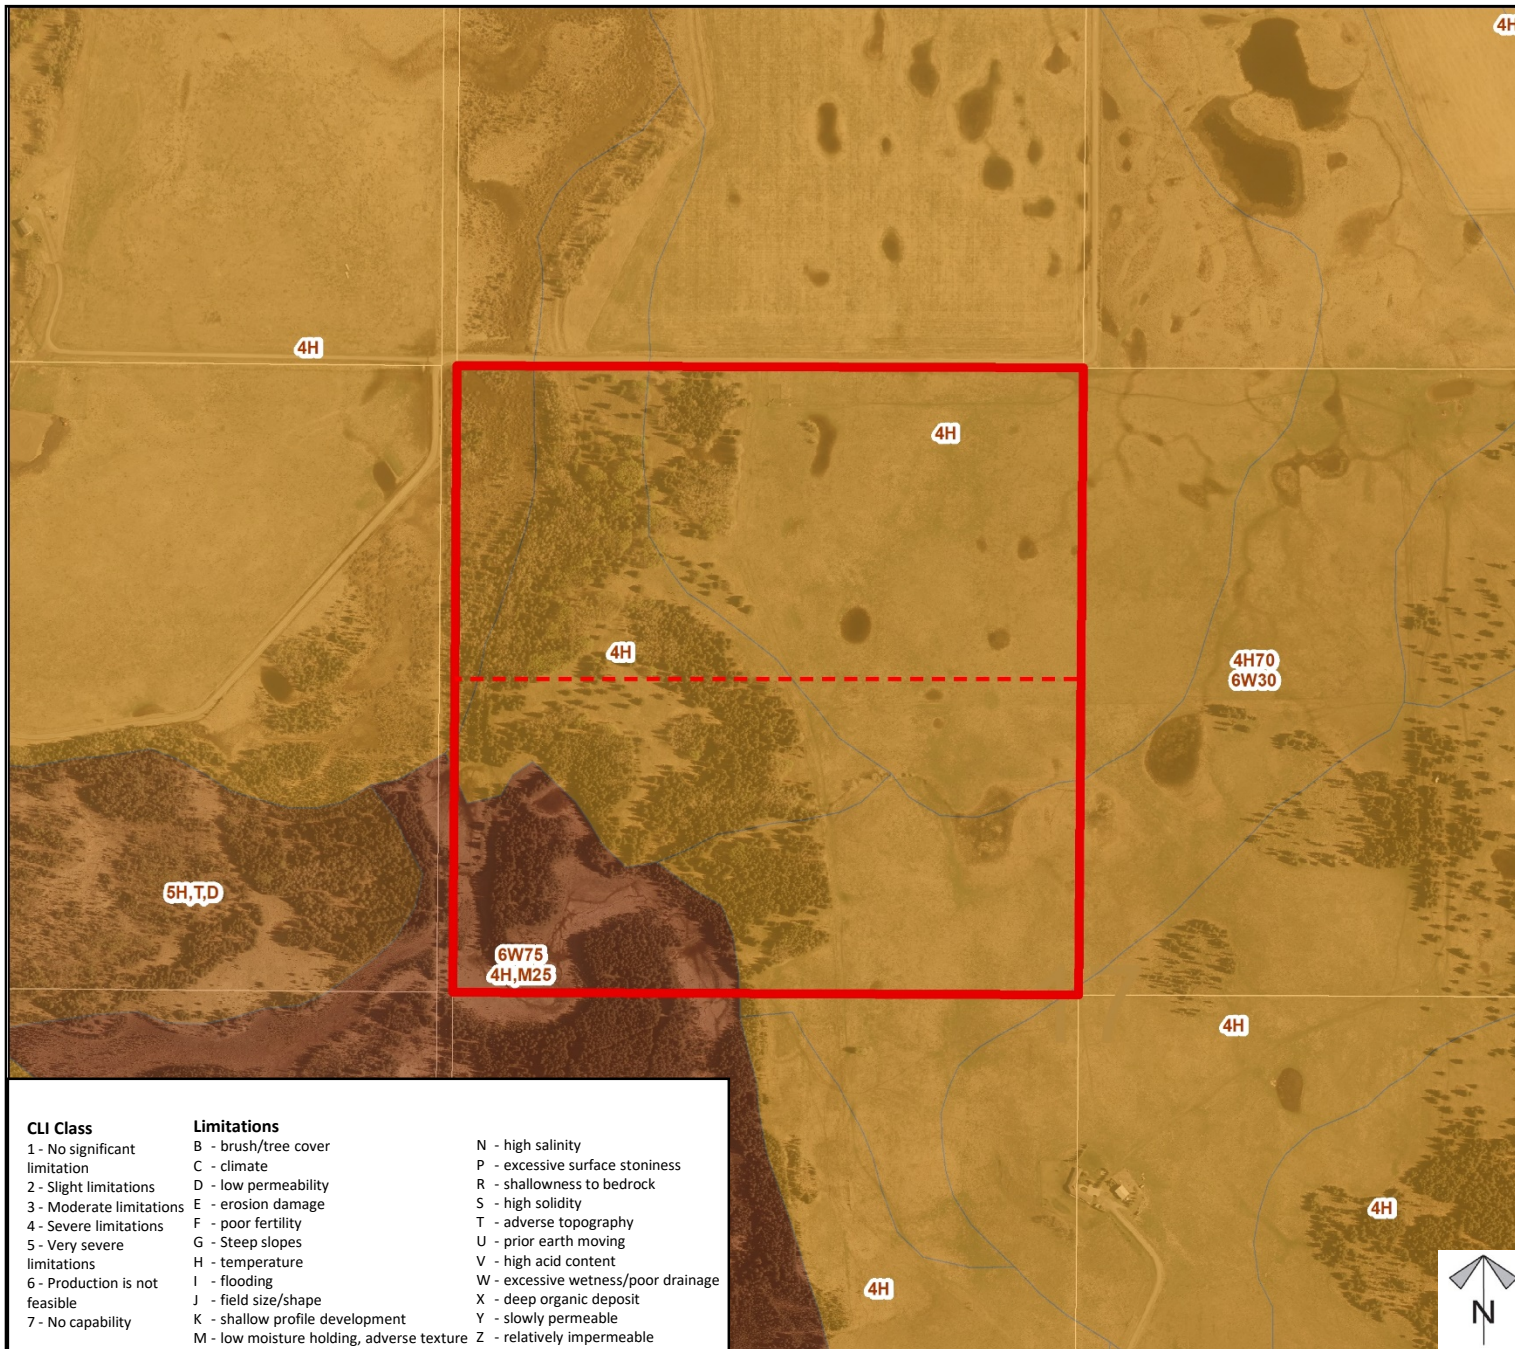 4H
4H
4H
4H
4H70
6W30
5H,T,D
6W75
4H,M25
4H
4H
4H
CLI Class
1 - No significant
limitation
2 - Slight limitations
3 - Moderate limitations
4 - Severe limitations
5 - Very severe
limitations
6 - Production is not
feasible
7 - No capability
Limitations
B - brush/tree cover
C - climate
D - low permeability
E - erosion damage
F - poor fertility
G - Steep slopes
H - temperature
I - flooding
J - field size/shape
K - shallow profile development
M - low moisture holding, adverse texture
N - high salinity
P - excessive surface stoniness
R - shallowness to bedrock
S - high solidity
T - adverse topography
U - prior earth moving
V - high acid content
W - excessive wetness/poor drainage
X - deep organic deposit
Y - slowly permeable
Z - relatively impermeable
N